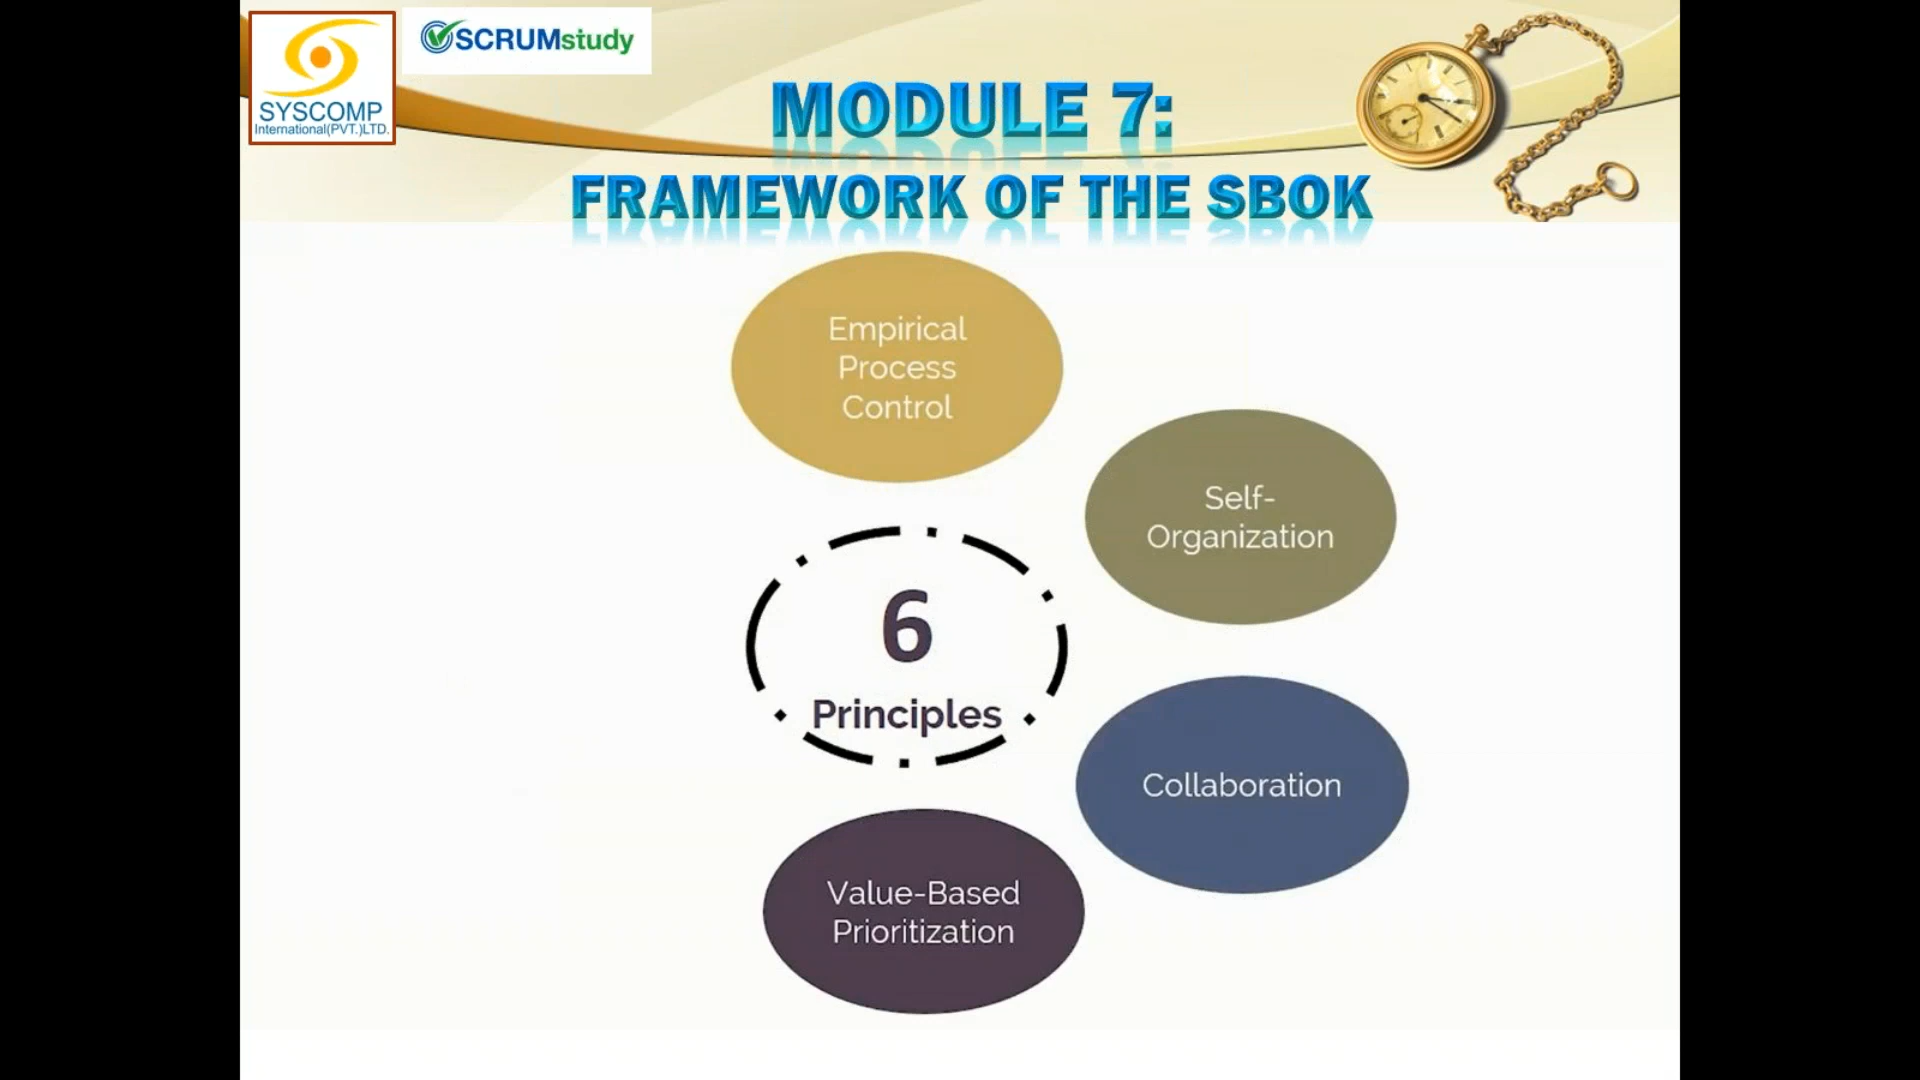 SYSCOMP
International(PVT.)LTD.
SCRUMstudy
MODULE 7:
FRAMEWORK OF THE SBOK
Empirical
Process
Control
Self-
Organization
6
Principles
Collaboration
Value-Based
Prioritization